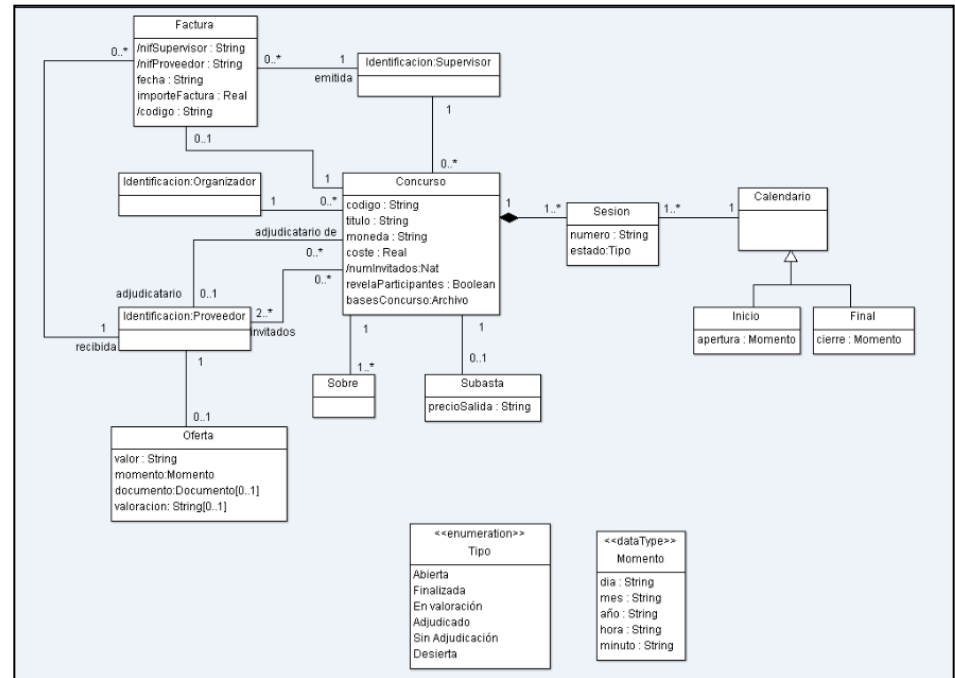 Factura
/nifSupervisor : String
/nifProveedor : String
fecha : String
importeFactura : Real
/codigo : String
0..*
0..*
1
emitida
Identificacion:Supervisor
1
0..*
0..1
1
Identificacion:Organizador
1
0..*
Concurso
codigo : String
titulo : String
moneda : String
coste : Real
/numInvitados:Nat
revelaParticipantes : Boolean
basesConcurso:Archivo
1
1..*
Sesion
numero : String
estado:Tipo
1..*
1
Calendario
Inicio
apertura : Momento
Final
cierre : Momento
adjudicatario de
0..*
0..*
adjudicatario
0..1
2..*
invitados
Identificacion:Proveedor
1
recibida
1
0..1
1
1..*
Sobre
1
0..1
Subasta
precioSalida : String
Oferta
valor : String
momento:Momento
documento:Documento[0..1]
valoracion: String[0..1]
<<enumeration>>
Tipo
Abierta
Finalizada
En valoración
Adjudicado
Sin Adjudicación
Desierta
<<dataType>>
Momento
dia : String
mes : String
año : String
hora : String
minuto : String